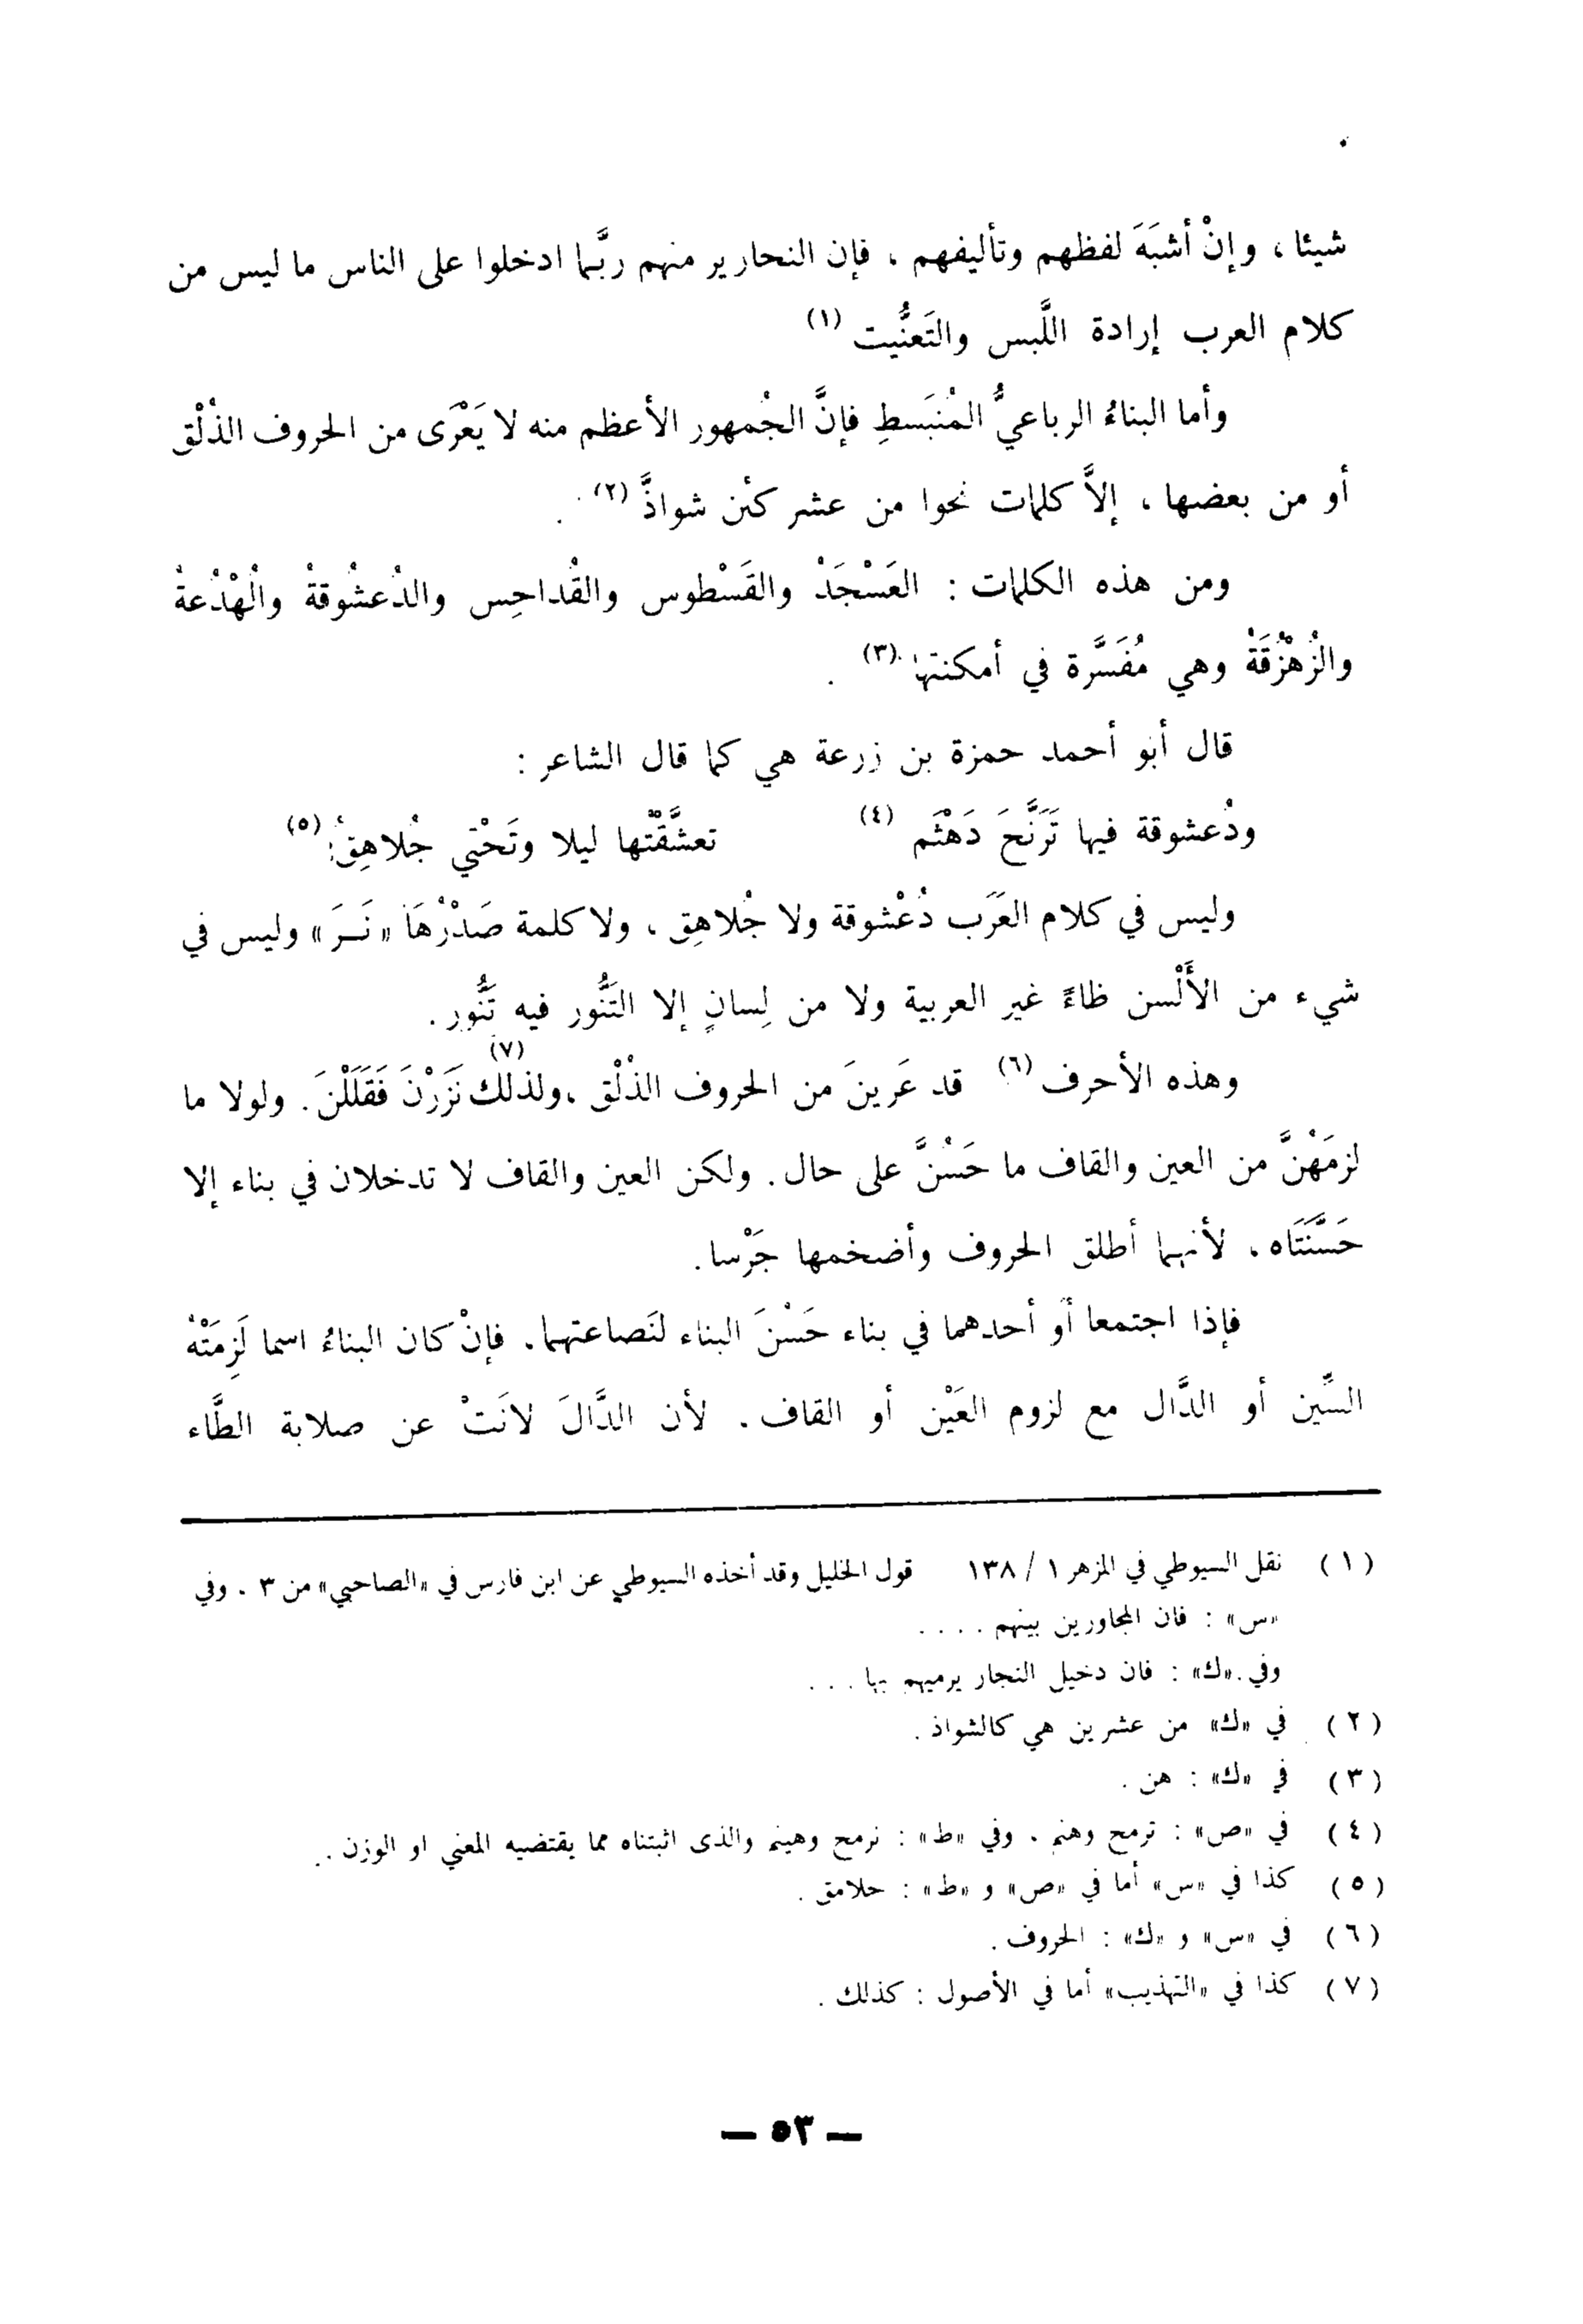 شيئا ، وإنْ أشبَهَ لفظهم وتأليفهم ، فإن النحارير منهم ربَّما ادخلوا على الناس ما ليس من
كلام العرب إرادة اللَّبس والتَعنُّيت (١)
وأما البناءُ الرباعيُّ المُنبَسطِ فإنَّ الجُمهور الأعظم منه لا يَعْرَى من الحروف الذُلْق
أو من بعضها ، إلاَّ كلمات نحوا من عشر كئن شواذَّ (٢) .
ومن هذه الكلمات : العَسْجَدْ والقَسْطوس والقُداحِس والدُعشُوقةُ والُهْدُعةُ
والزُهْزُقَةُ وهي مُفَسَّرة في أمكنتها (٣) .
قال أبو أحمد حمزة بن زرعة هي كما قال الشاعر :
ودُعشوقة فيها تَرَنَّحَ دَهْثَم (٤) تعشَّقْتُها ليلا وتَحْتي جُلاهِقُ (٥)
وليس في كلام العَرَب دُعْشوقة ولا جُلاهِق ، ولا كلمة صَدْرُهَا « نَـرَ » وليس في
شيء من الأَلْسن ظاءً غير العربية ولا من لِسانٍ إلا التَنُّور فيه تَنُّور .
وهذه الأحرف (٦) قد عَرينَ من الحروف الذُلْق ، ولذلك (٧) نَزَرْنَ فَقَلَلْنَ . ولولا ما
لزمَهُنَّ من العين والقاف ما حَسُنَّ على حال . ولكن العين والقاف لا تدخلان في بناء إلا
حَسَّنَتَاه ، لأنهما أطلق الحروف وأضخمها جَرْسا .
فإذا اجتمعا أو أحدهما في بناء حَسُنَ البناء لنَصاعتهما . فإنْ كان البناءُ اسما لَزِمَتْهُ
السِّين أو الدَّال مع لزوم العَيْن أو القاف . لأن الدَّالَ لانَتْ عن صلابة الطَّاء
(١) نقل السيوطي في المزهر ١ / ١٣٨ قول الخليل وقد أخذه السيوطي عن ابن فارس في «الصاحبي» من ٣ . وفي
«س» : فان المجاورين بينهم . . . .
وفي «ك» : فان دخيل النجار يرميهم بها . . .
(٢) في «ك» من عشرين هي كالشواذ .
(٣) في «ك» : هن .
(٤) في «ص» : ترمح وهنم . وفي «ط» : نرمح وهينم والذى اثبتناه مما يقتضيه المعني او الوزن .
(٥) كذا في «س» أما في «ص» و «ط» : حلامق .
(٦) في «س» و «ك» : الحروف .
(٧) كذا في «التهذيب» أما في الأصول : كذلك .
— ٥٣ —